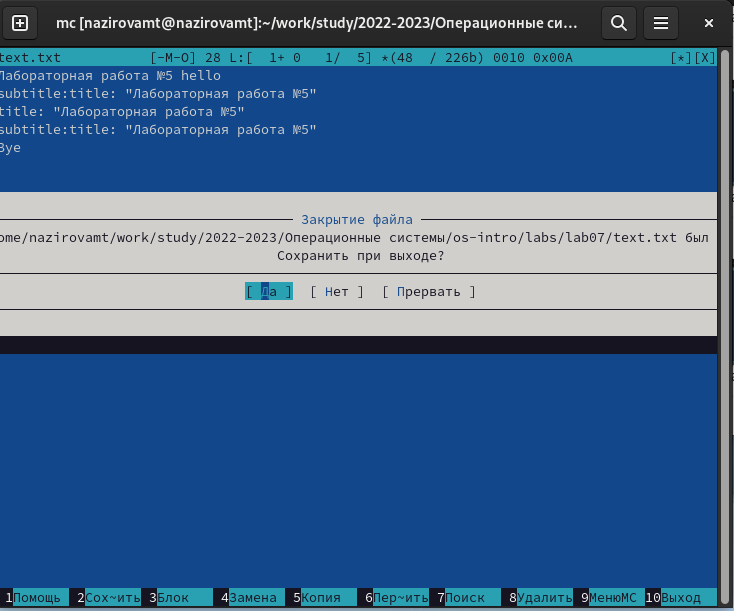 mc [nazirovamt@nazirovamt]:~/work/study/2022-2023/Операционные си…
text.txt [-M-O] 28 L:[ 1+ 0 1/ 5] *(48 / 226b) 0010 0x00A [*][X]
Лабораторная работа №5 hello
subtitle:title: "Лабораторная работа №5"
title: "Лабораторная работа №5"
subtitle:title: "Лабораторная работа №5"
Bye
Закрытие файла
ome/nazirovamt/work/study/2022-2023/Операционные системы/os-intro/labs/lab07/text.txt был
Сохранить при выходе?
[ Да ] [ Нет ] [ Прервать ]
1Помощь 2Сох~ить 3Блок 4Замена 5Копия 6Пер~ить 7Поиск 8Удалить 9МенюMC 10Выход